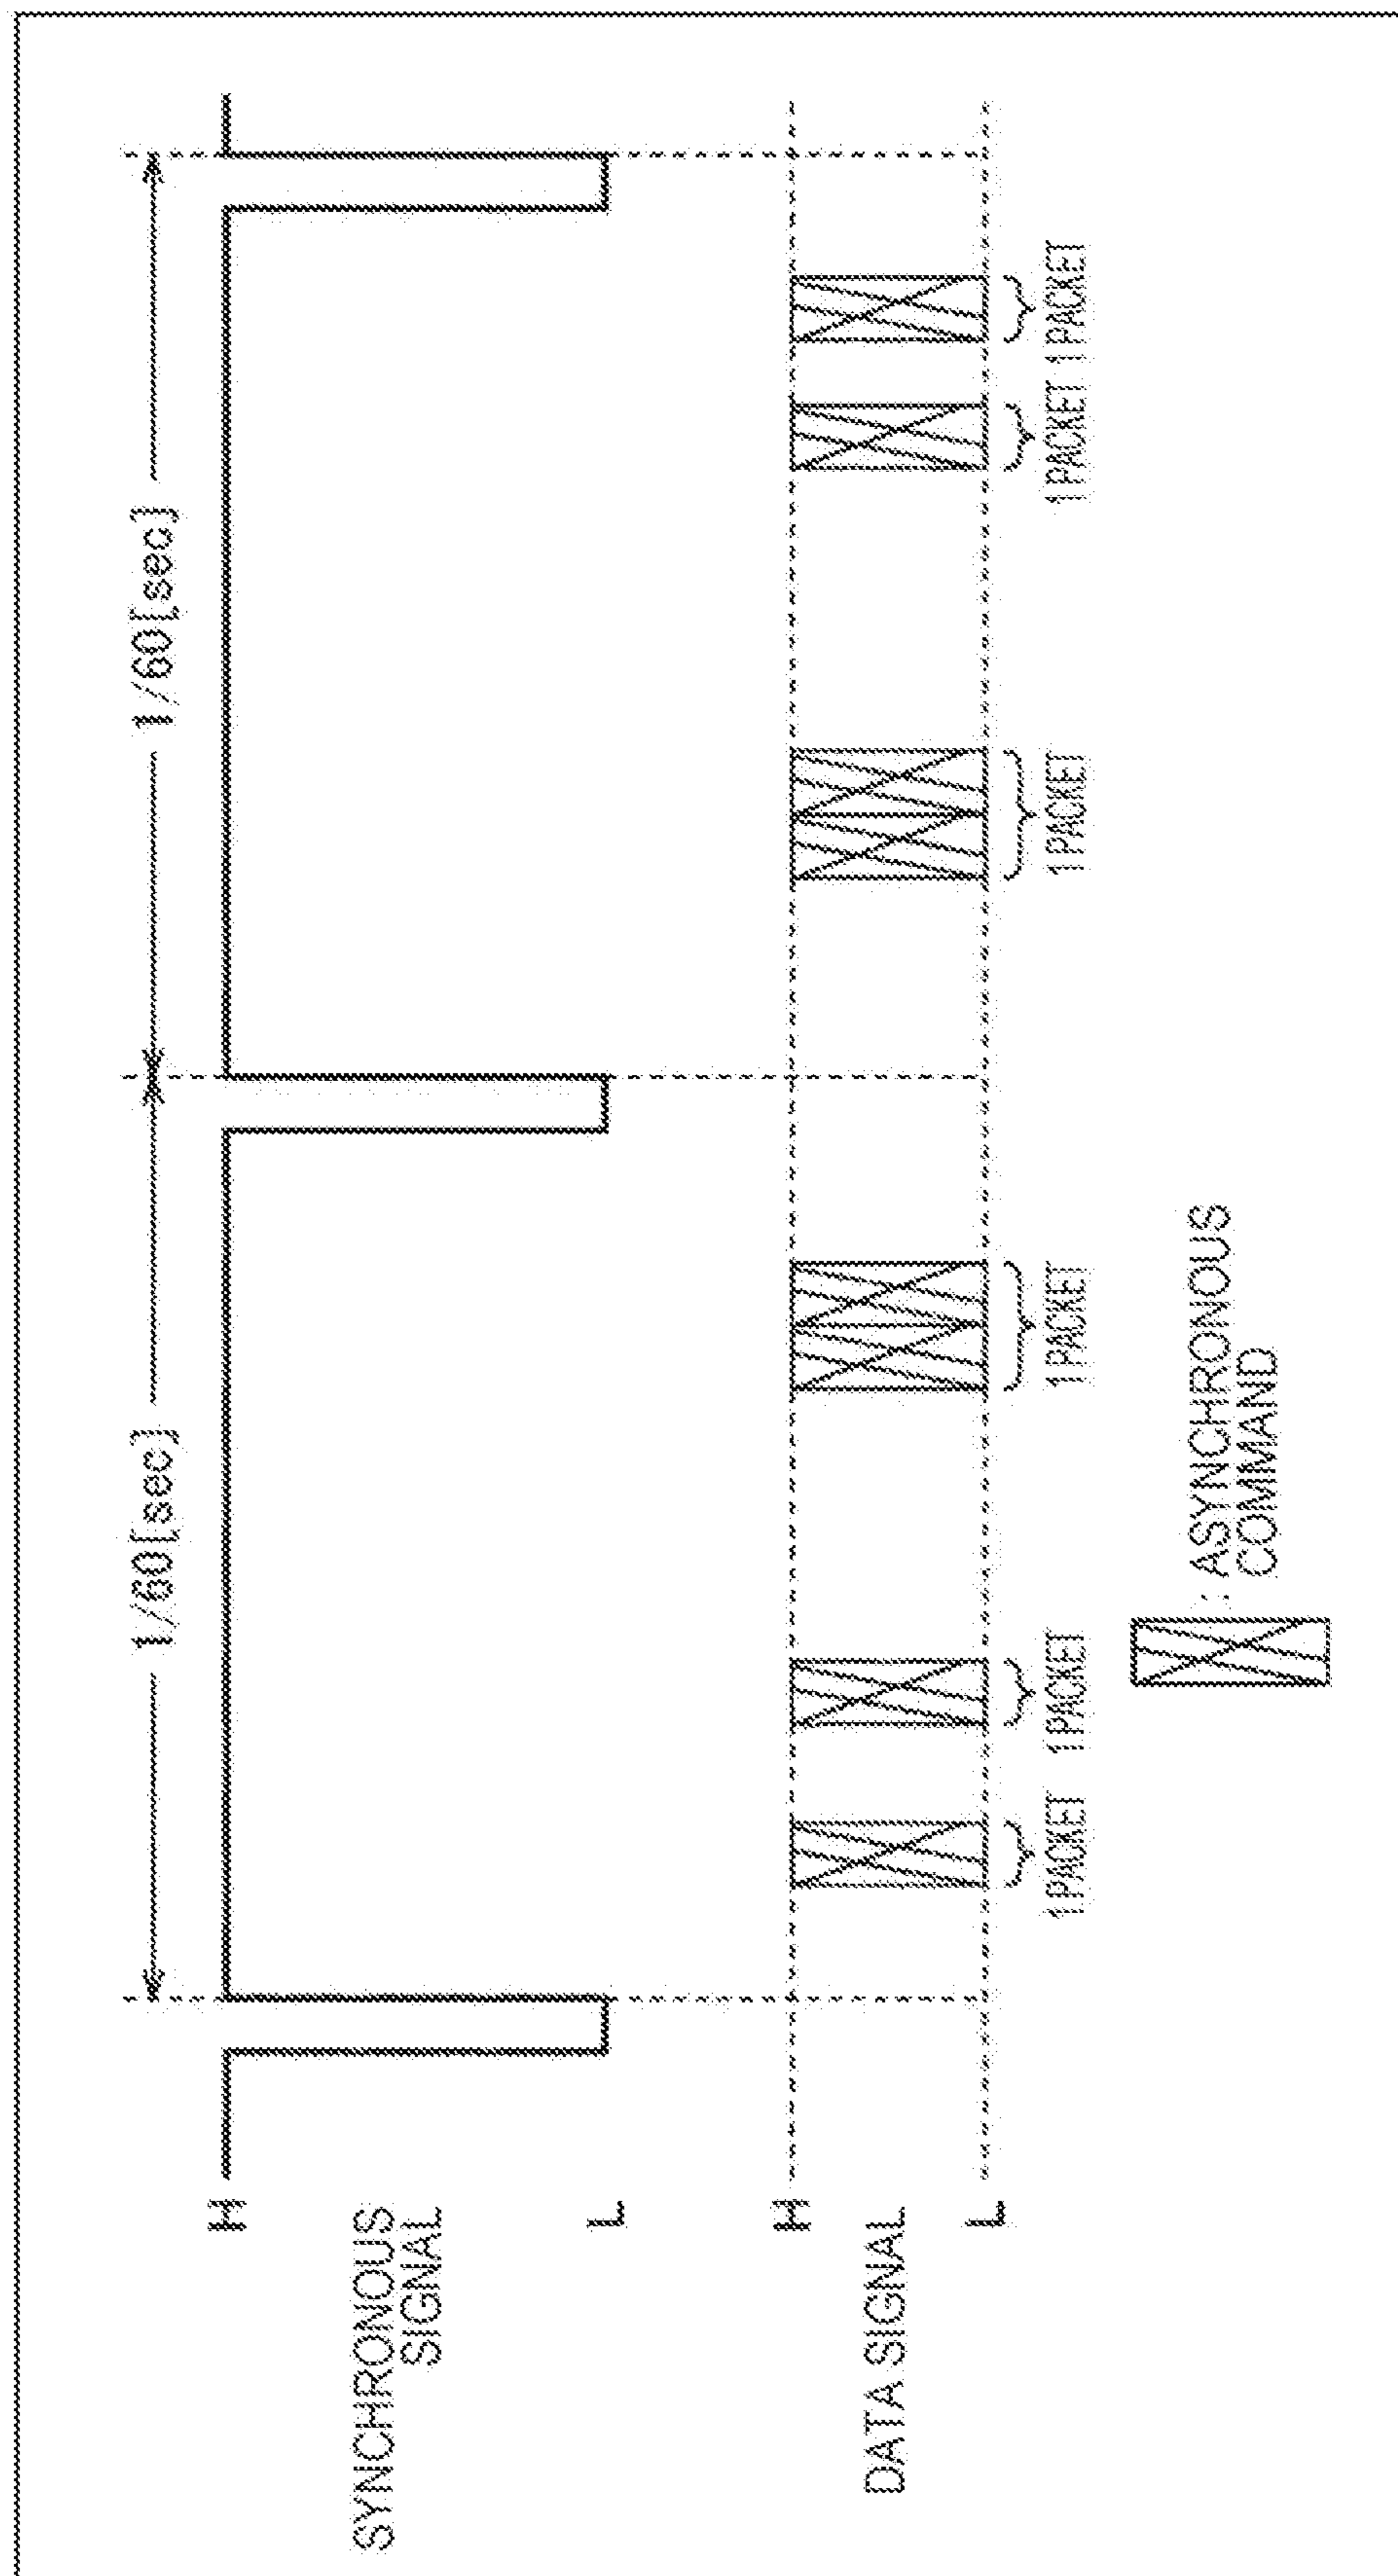 1/60[sec]
1/60[sec]
H
SYNCHRONOUS
SIGNAL
L
H
DATA SIGNAL
L
1 PACKET
1 PACKET
1 PACKET
1 PACKET
1 PACKET
1 PACKET
: ASYNCHRONOUS
COMMAND